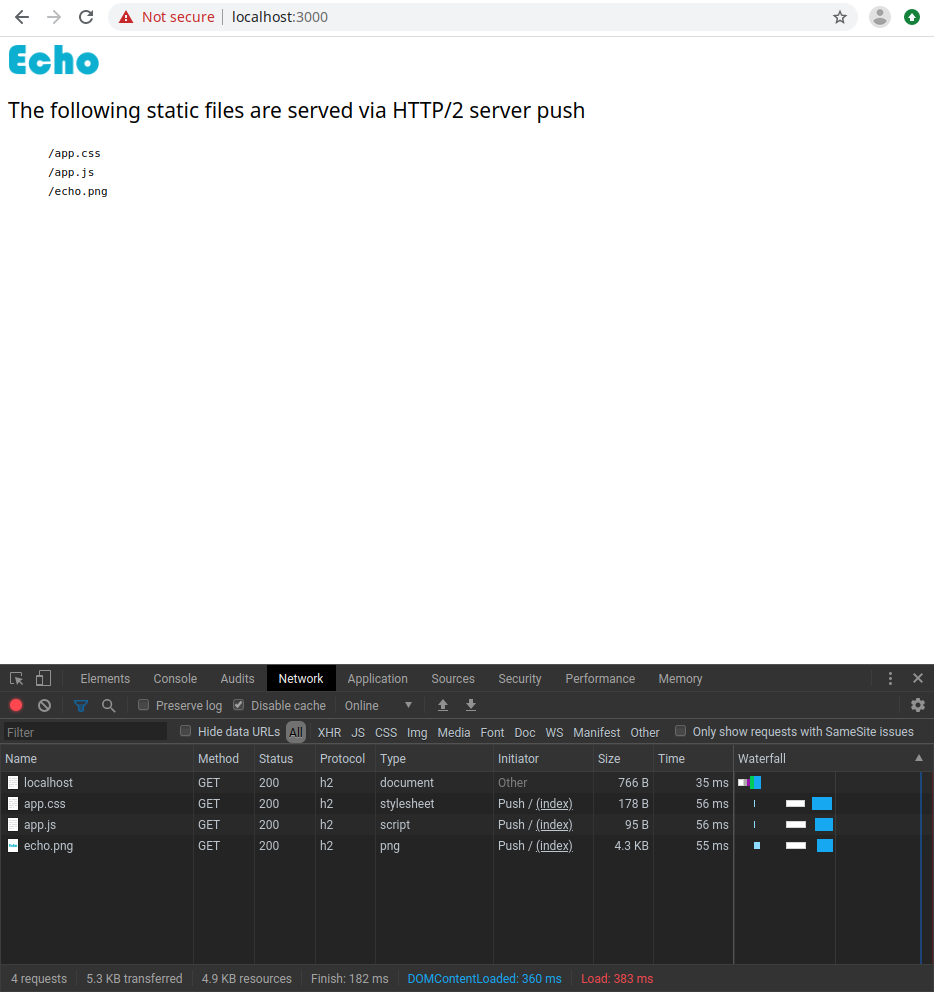 Not secure | localhost:3000
Echo
The following static files are served via HTTP/2 server push
/app.css
/app.js
/echo.png
Elements Console Audits Network Application Sources Security Performance Memory
Preserve log Disable cache Online
Filter Hide data URLs All XHR JS CSS Img Media Font Doc WS Manifest Other Only show requests with SameSite issues
Name Method Status Protocol Type Initiator Size Time Waterfall
localhost GET 200 h2 document Other 766 B 35 ms
app.css GET 200 h2 stylesheet Push / (index) 178 B 56 ms
app.js GET 200 h2 script Push / (index) 95 B 56 ms
echo.png GET 200 h2 png Push / (index) 4.3 KB 55 ms
4 requests 5.3 KB transferred 4.9 KB resources Finish: 182 ms DOMContentLoaded: 360 ms Load: 383 ms